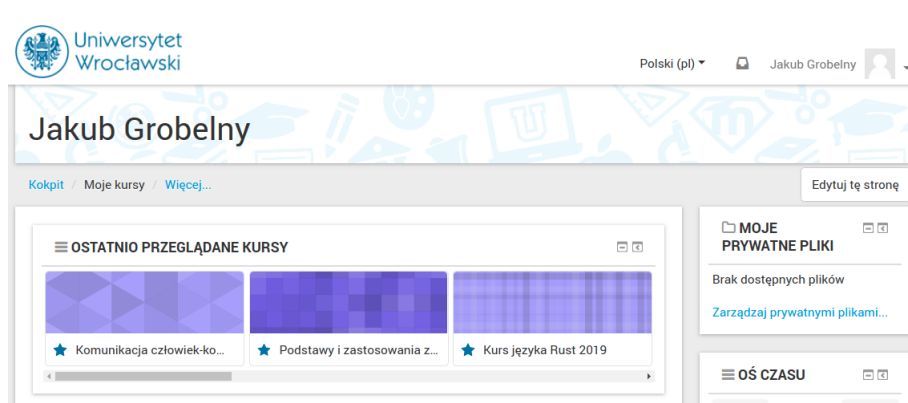 Uniwersytet
Wrocławski
Polski (pl)
Jakub Grobelny
Jakub Grobelny
Kokpit / Moje kursy / Więcej...
Edytuj tę stronę
OSTATNIO PRZEGLĄDANE KURSY
Komunikacja człowiek-ko...
Podstawy i zastosowania z...
Kurs języka Rust 2019
MOJE
PRYWATNE PLIKI
Brak dostępnych plików
Zarządzaj prywatnymi plikami...
OŚ CZASU